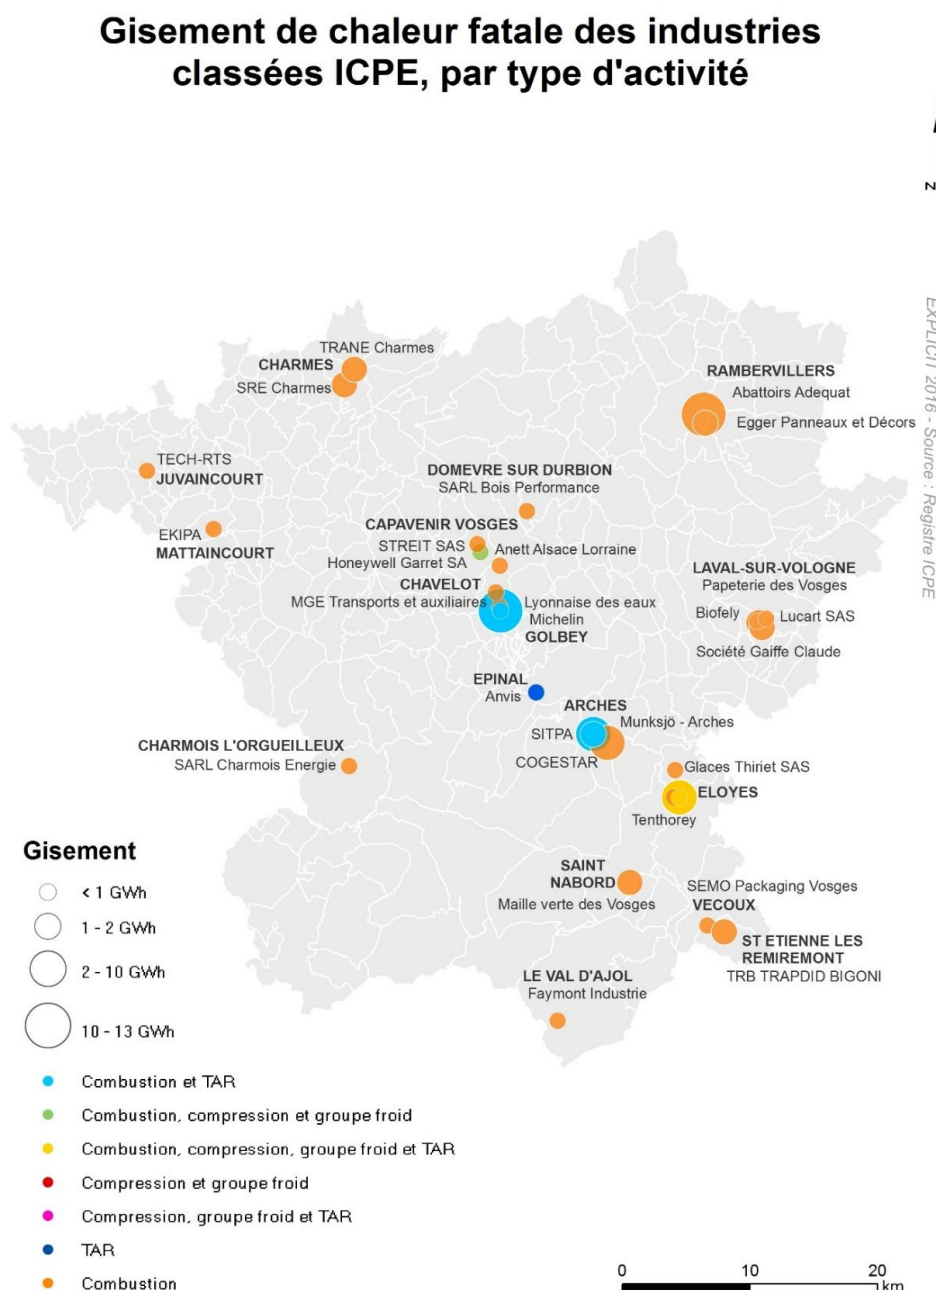 Gisement de chaleur fatale des industries
classées ICPE, par type d'activité
z
EXPLICIT 2016 - Source : Registre ICPE
TRANE Charmes
CHARMES
SRE Charmes
RAMBERVILLERS
Abattoirs Adequat
Egger Panneaux et Décors
TECH-RTS
JUVAINCOURT
DOMEVRE SUR DURBION
SARL Bois Performance
EKIPA
MATTAINCOURT
CAPAVENIR VOSGES
STREIT SAS
Anett Alsace Lorraine
Honeywell Garret SA
CHAVELOT
MGE Transports et auxiliaires
Lyonnaise des eaux
Michelin
GOLBEY
LAVAL-SUR-VOLOGNE
Papeterie des Vosges
Biofely
Lucart SAS
Société Gaiffe Claude
EPINAL
Anvis
ARCHES
Munksjö - Arches
SITPA
COGESTAR
CHARMOIS L'ORGUEILLEUX
SARL Charmois Energie
Glaces Thiriet SAS
ELOYES
Tenthorey
SAINT
NABORD
Maille verte des Vosges
SEMO Packaging Vosges
VECOUX
ST ETIENNE LES
REMIREMONT
TRB TRAPDID BIGONI
LE VAL D'AJOL
Faymont Industrie
Gisement
< 1 GWh
1 - 2 GWh
2 - 10 GWh
10 - 13 GWh
Combustion et TAR
Combustion, compression et groupe froid
Combustion, compression, groupe froid et TAR
Compression et groupe froid
Compression, groupe froid et TAR
TAR
Combustion
0 10 20
km